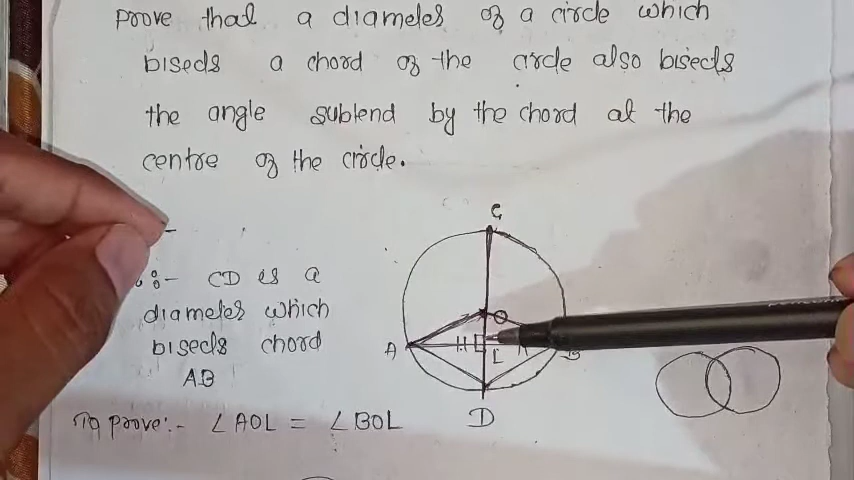 Prove that a diameter of a circle which
bisects a chord of the circle also bisects
the angle subtend by the chord at the
centre of the circle.
C
:- CD is a
diameter which
bisects chord
AB
O
A
L
B
D
To prove:- ∠AOL = ∠BOL